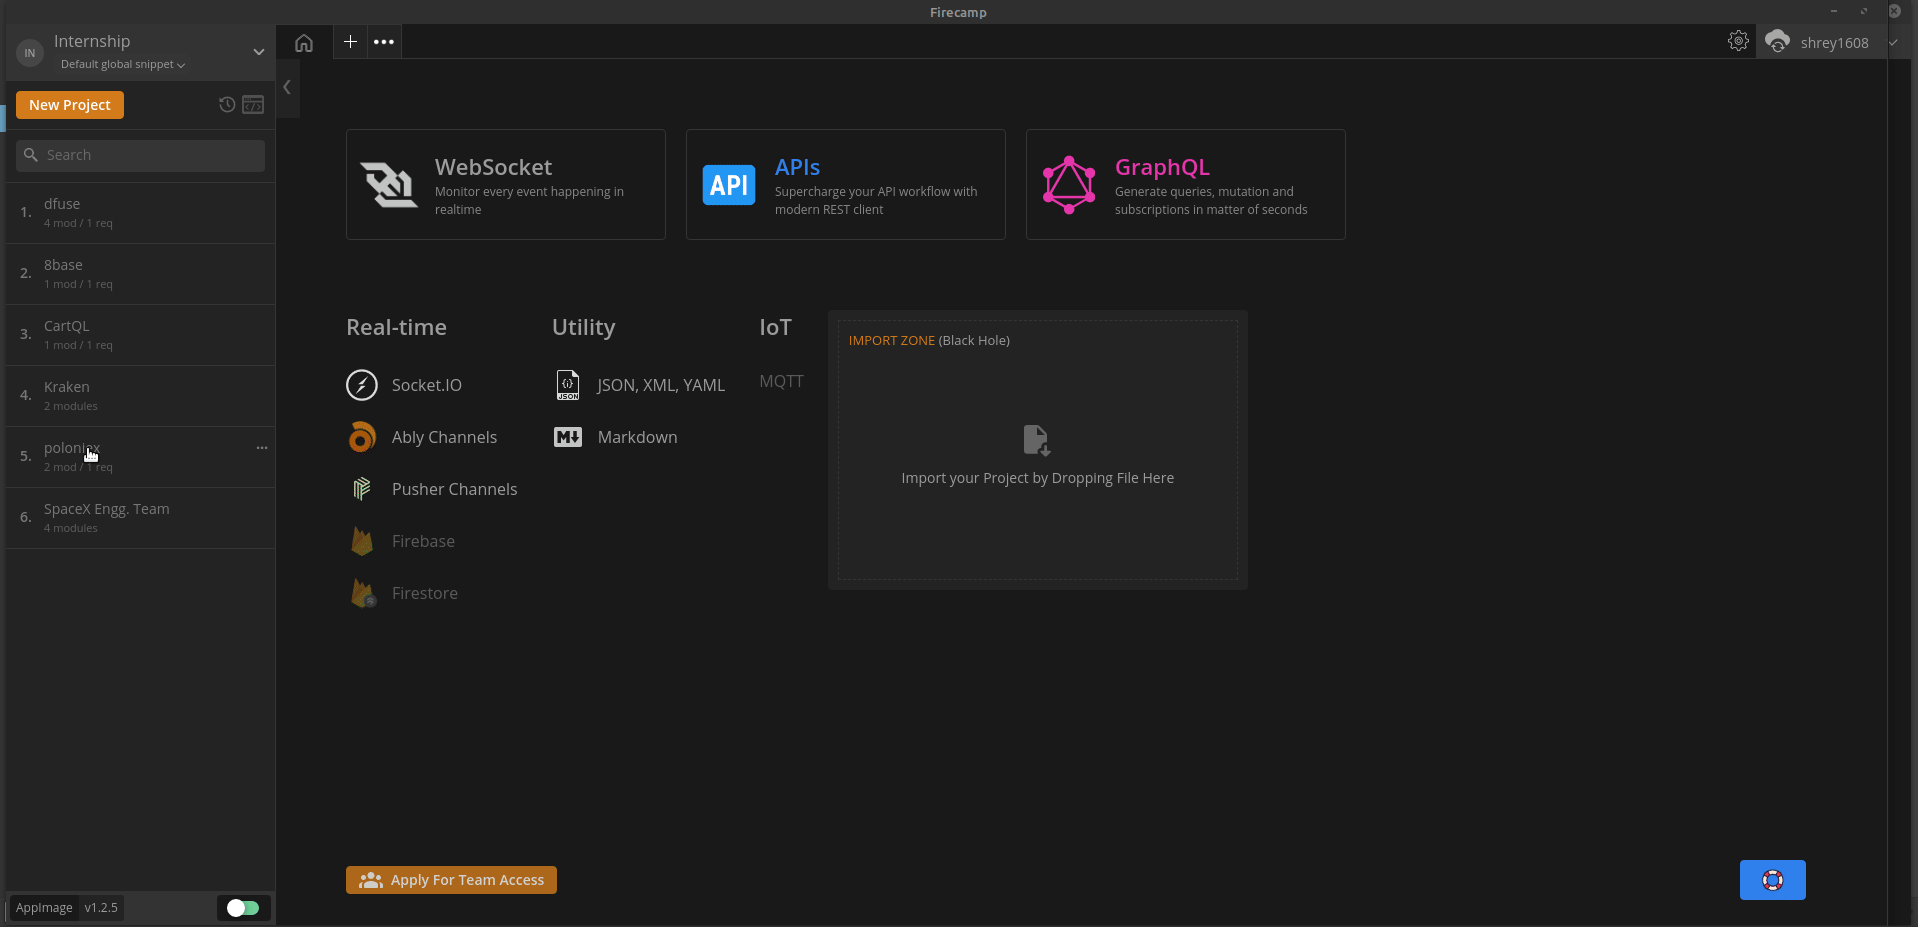 Firecamp
IN
Internship
Default global snippet
shrey1608
New Project
Search
1.
dfuse
4 mod / 1 req
2.
8base
1 mod / 1 req
3.
CartQL
1 mod / 1 req
4.
Kraken
2 modules
5.
poloniex
2 mod / 1 req
6.
SpaceX Engg. Team
4 modules
WebSocket
Monitor every event happening in
realtime
API
APIs
Supercharge your API workflow with
modern REST client
GraphQL
Generate queries, mutation and
subscriptions in matter of seconds
Real-time
Socket.IO
Ably Channels
Pusher Channels
Firebase
Firestore
Utility
JSON
JSON, XML, YAML
M
Markdown
IoT
MQTT
IMPORT ZONE (Black Hole)
Import your Project by Dropping File Here
Apply For Team Access
AppImage v1.2.5